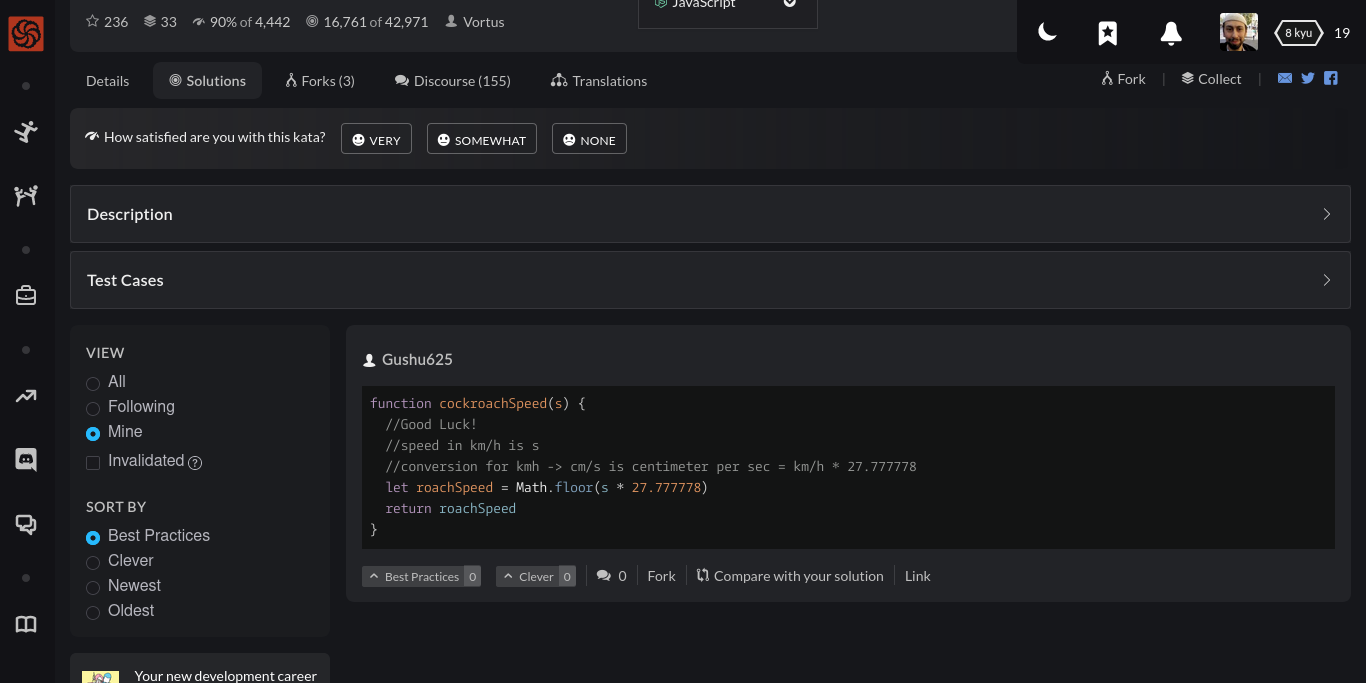 236 33 90% of 4,442 16,761 of 42,971 Vortus
JavaScript
8 kyu 19
Details Solutions Forks (3) Discourse (155) Translations
Fork | Collect |
How satisfied are you with this kata? VERY SOMEWHAT NONE
Description
Test Cases
VIEW
All
Following
Mine
Invalidated ?
SORT BY
Best Practices
Clever
Newest
Oldest
Your new development career
Gushu625
function cockroachSpeed(s) {
//Good Luck!
//speed in km/h is s
//conversion for kmh -> cm/s is centimeter per sec = km/h * 27.777778
let roachSpeed = Math.floor(s * 27.777778)
return roachSpeed
}
Best Practices 0 Clever 0 0 Fork Compare with your solution Link